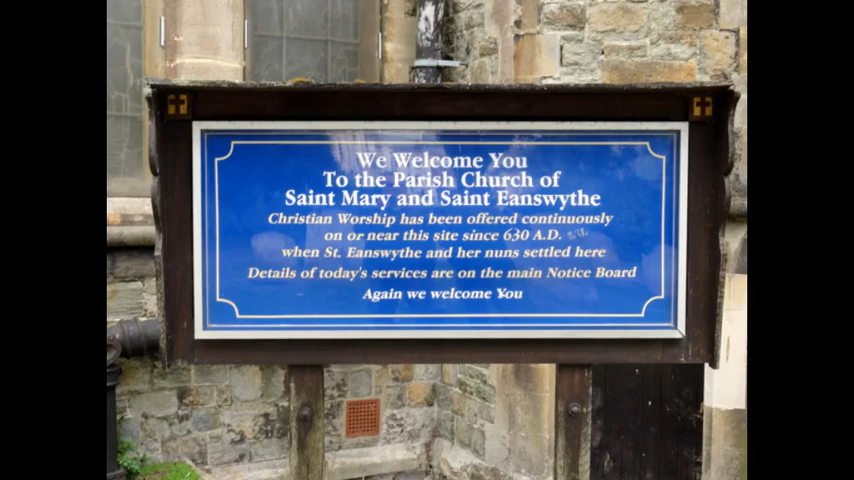 We Welcome You
To the Parish Church of
Saint Mary and Saint Eanswythe
Christian Worship has been offered continuously
on or near this site since 630 A.D.
when St. Eanswythe and her nuns settled here
Details of today's services are on the main Notice Board
Again we welcome You